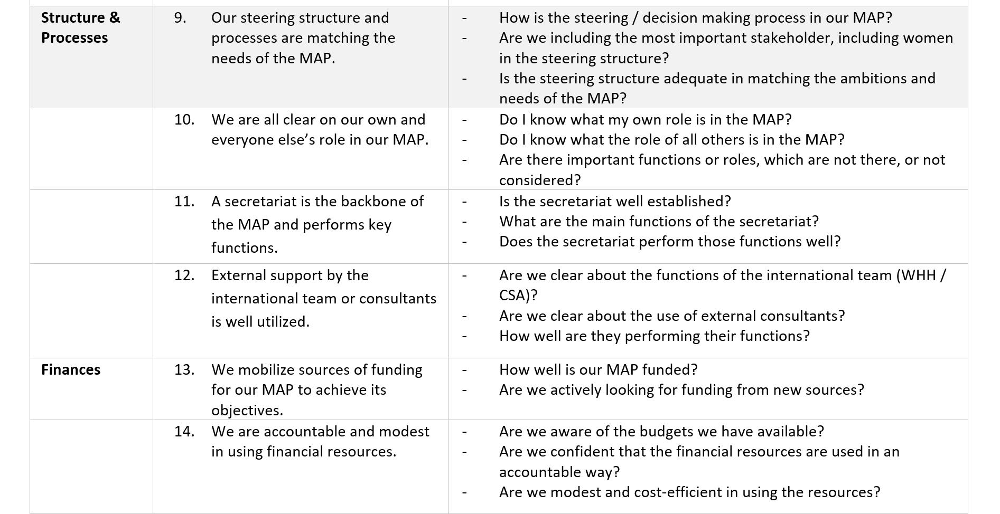 Structure &
Processes
9. Our steering structure and
processes are matching the
needs of the MAP.
- How is the steering / decision making process in our MAP?
- Are we including the most important stakeholder, including women
in the steering structure?
- Is the steering structure adequate in matching the ambitions and
needs of the MAP?
10. We are all clear on our own and
everyone else’s role in our MAP.
- Do I know what my own role is in the MAP?
- Do I know what the role of all others is in the MAP?
- Are there important functions or roles, which are not there, or not
considered?
11. A secretariat is the backbone of
the MAP and performs key
functions.
- Is the secretariat well established?
- What are the main functions of the secretariat?
- Does the secretariat perform those functions well?
12. External support by the
international team or consultants
is well utilized.
- Are we clear about the functions of the international team (WHH /
CSA)?
- Are we clear about the use of external consultants?
- How well are they performing their functions?
Finances
13. We mobilize sources of funding
for our MAP to achieve its
objectives.
- How well is our MAP funded?
- Are we actively looking for funding from new sources?
14. We are accountable and modest
in using financial resources.
- Are we aware of the budgets we have available?
- Are we confident that the financial resources are used in an
accountable way?
- Are we modest and cost-efficient in using the resources?